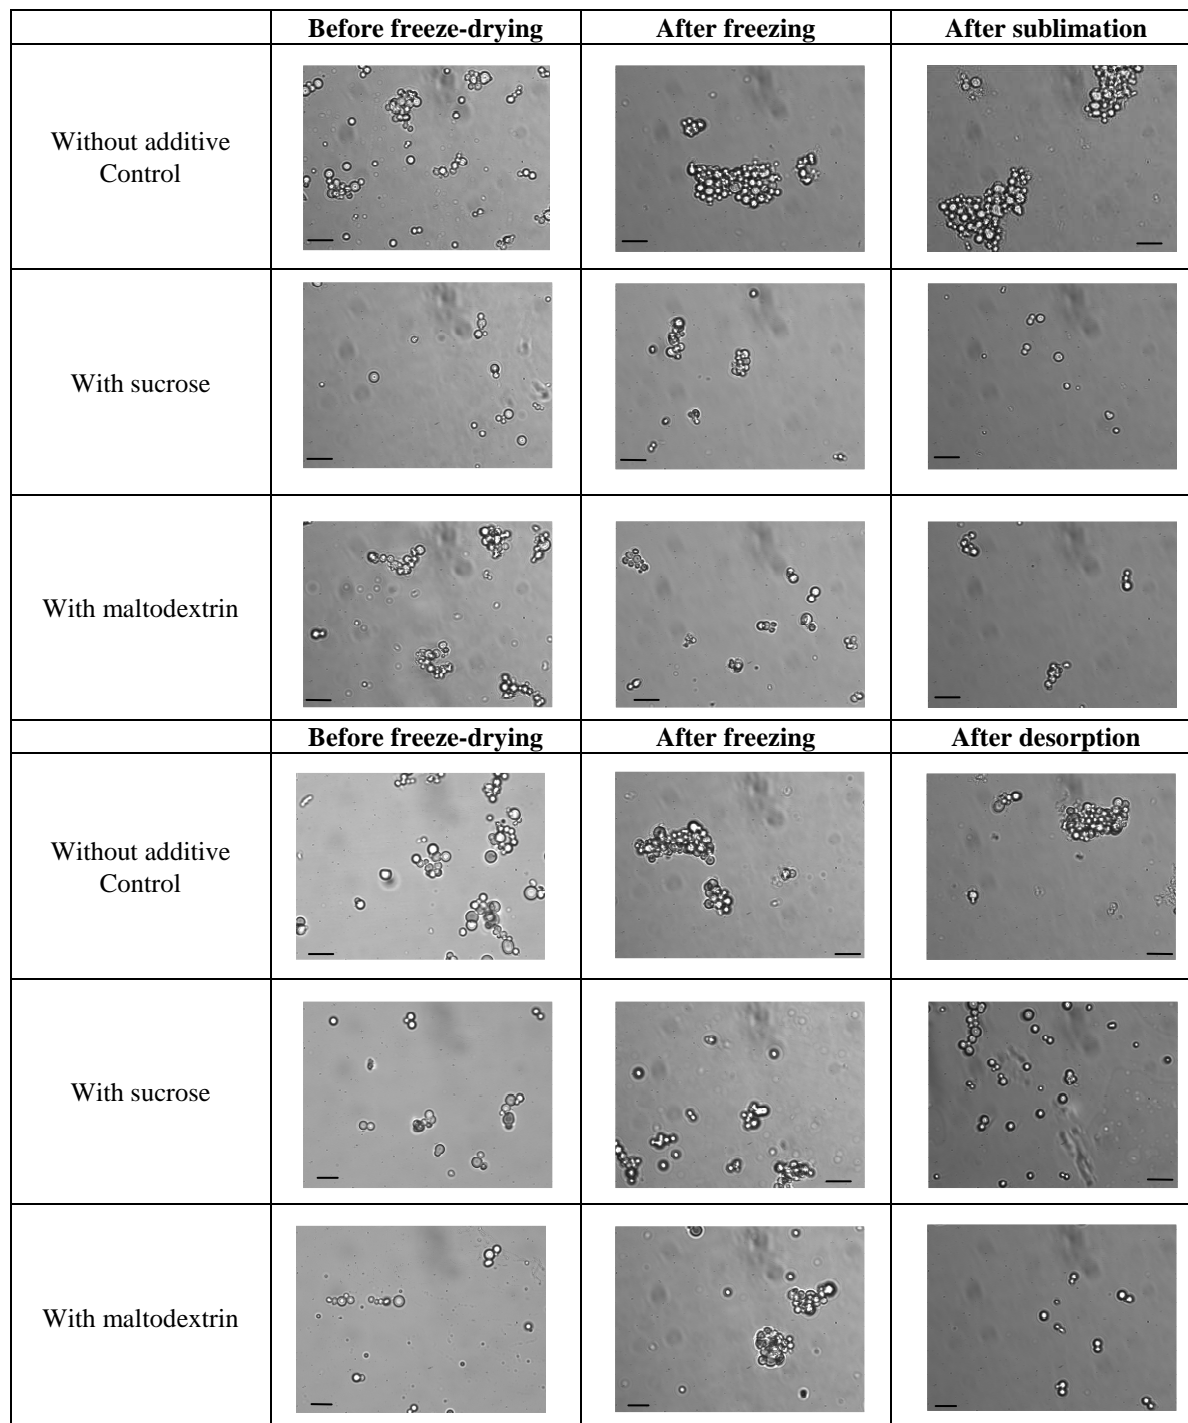 Before freeze-drying After freezing After sublimation
Without additive
Control
With sucrose
With maltodextrin
Before freeze-drying After freezing After desorption
Without additive
Control
With sucrose
With maltodextrin